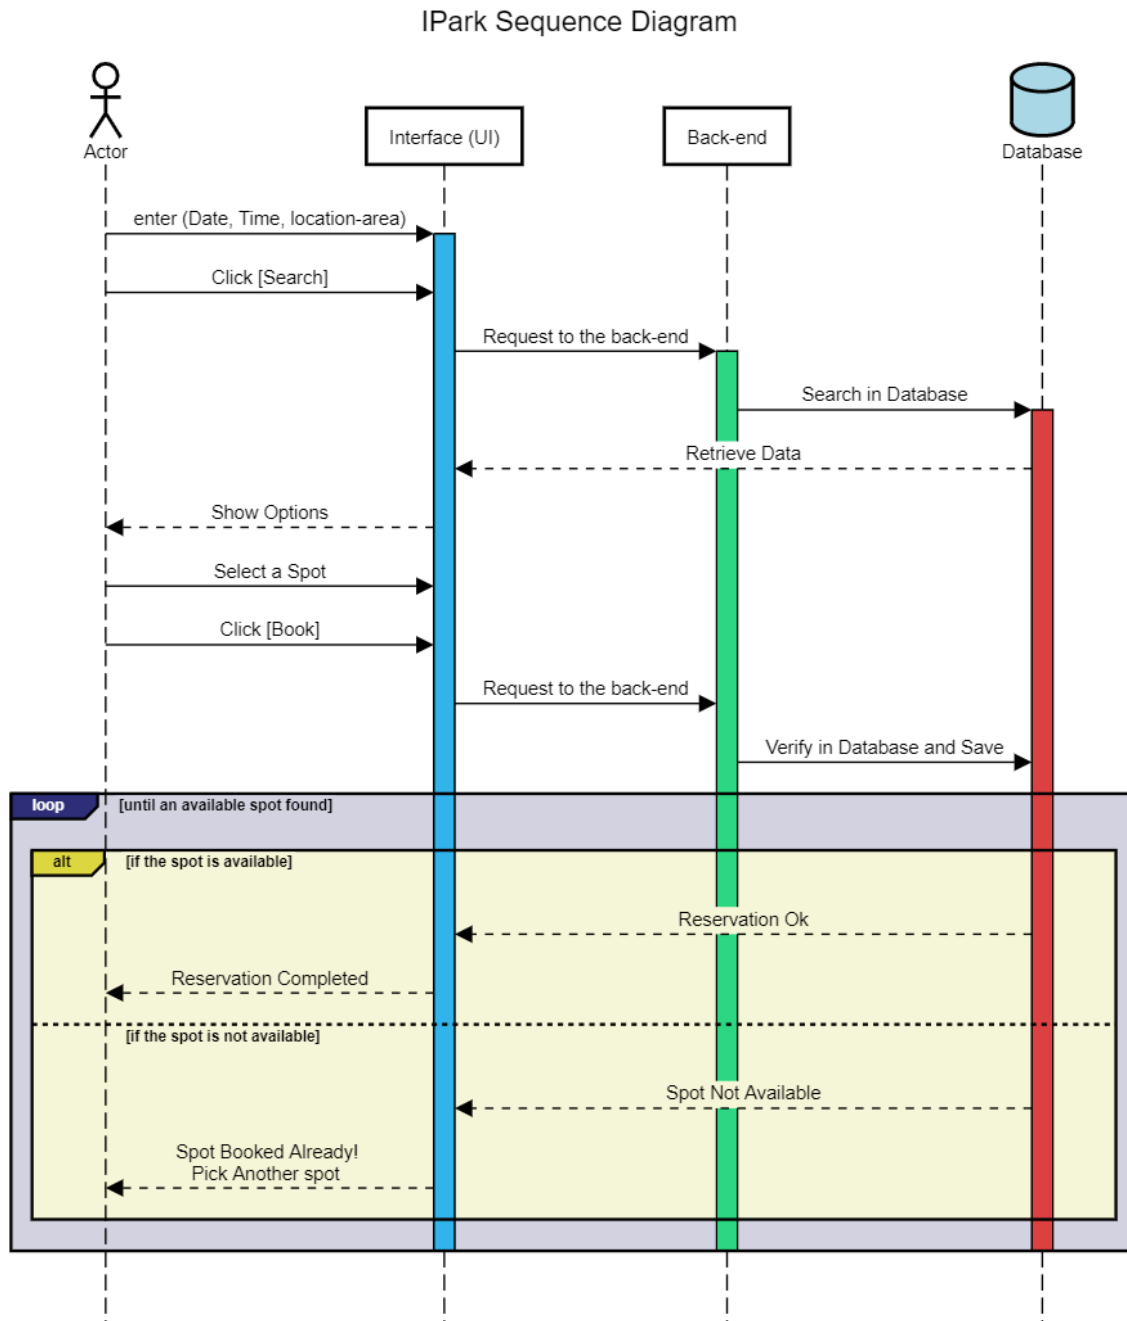 IPark Sequence Diagram
Actor
Interface (UI)
Back-end
Database
enter (Date, Time, location-area)
Click [Search]
Request to the back-end
Search in Database
Retrieve Data
Show Options
Select a Spot
Click [Book]
Request to the back-end
Verify in Database and Save
loop
[until an available spot found]
alt
[if the spot is available]
Reservation Ok
Reservation Completed
[if the spot is not available]
Spot Not Available
Spot Booked Already!
Pick Another spot